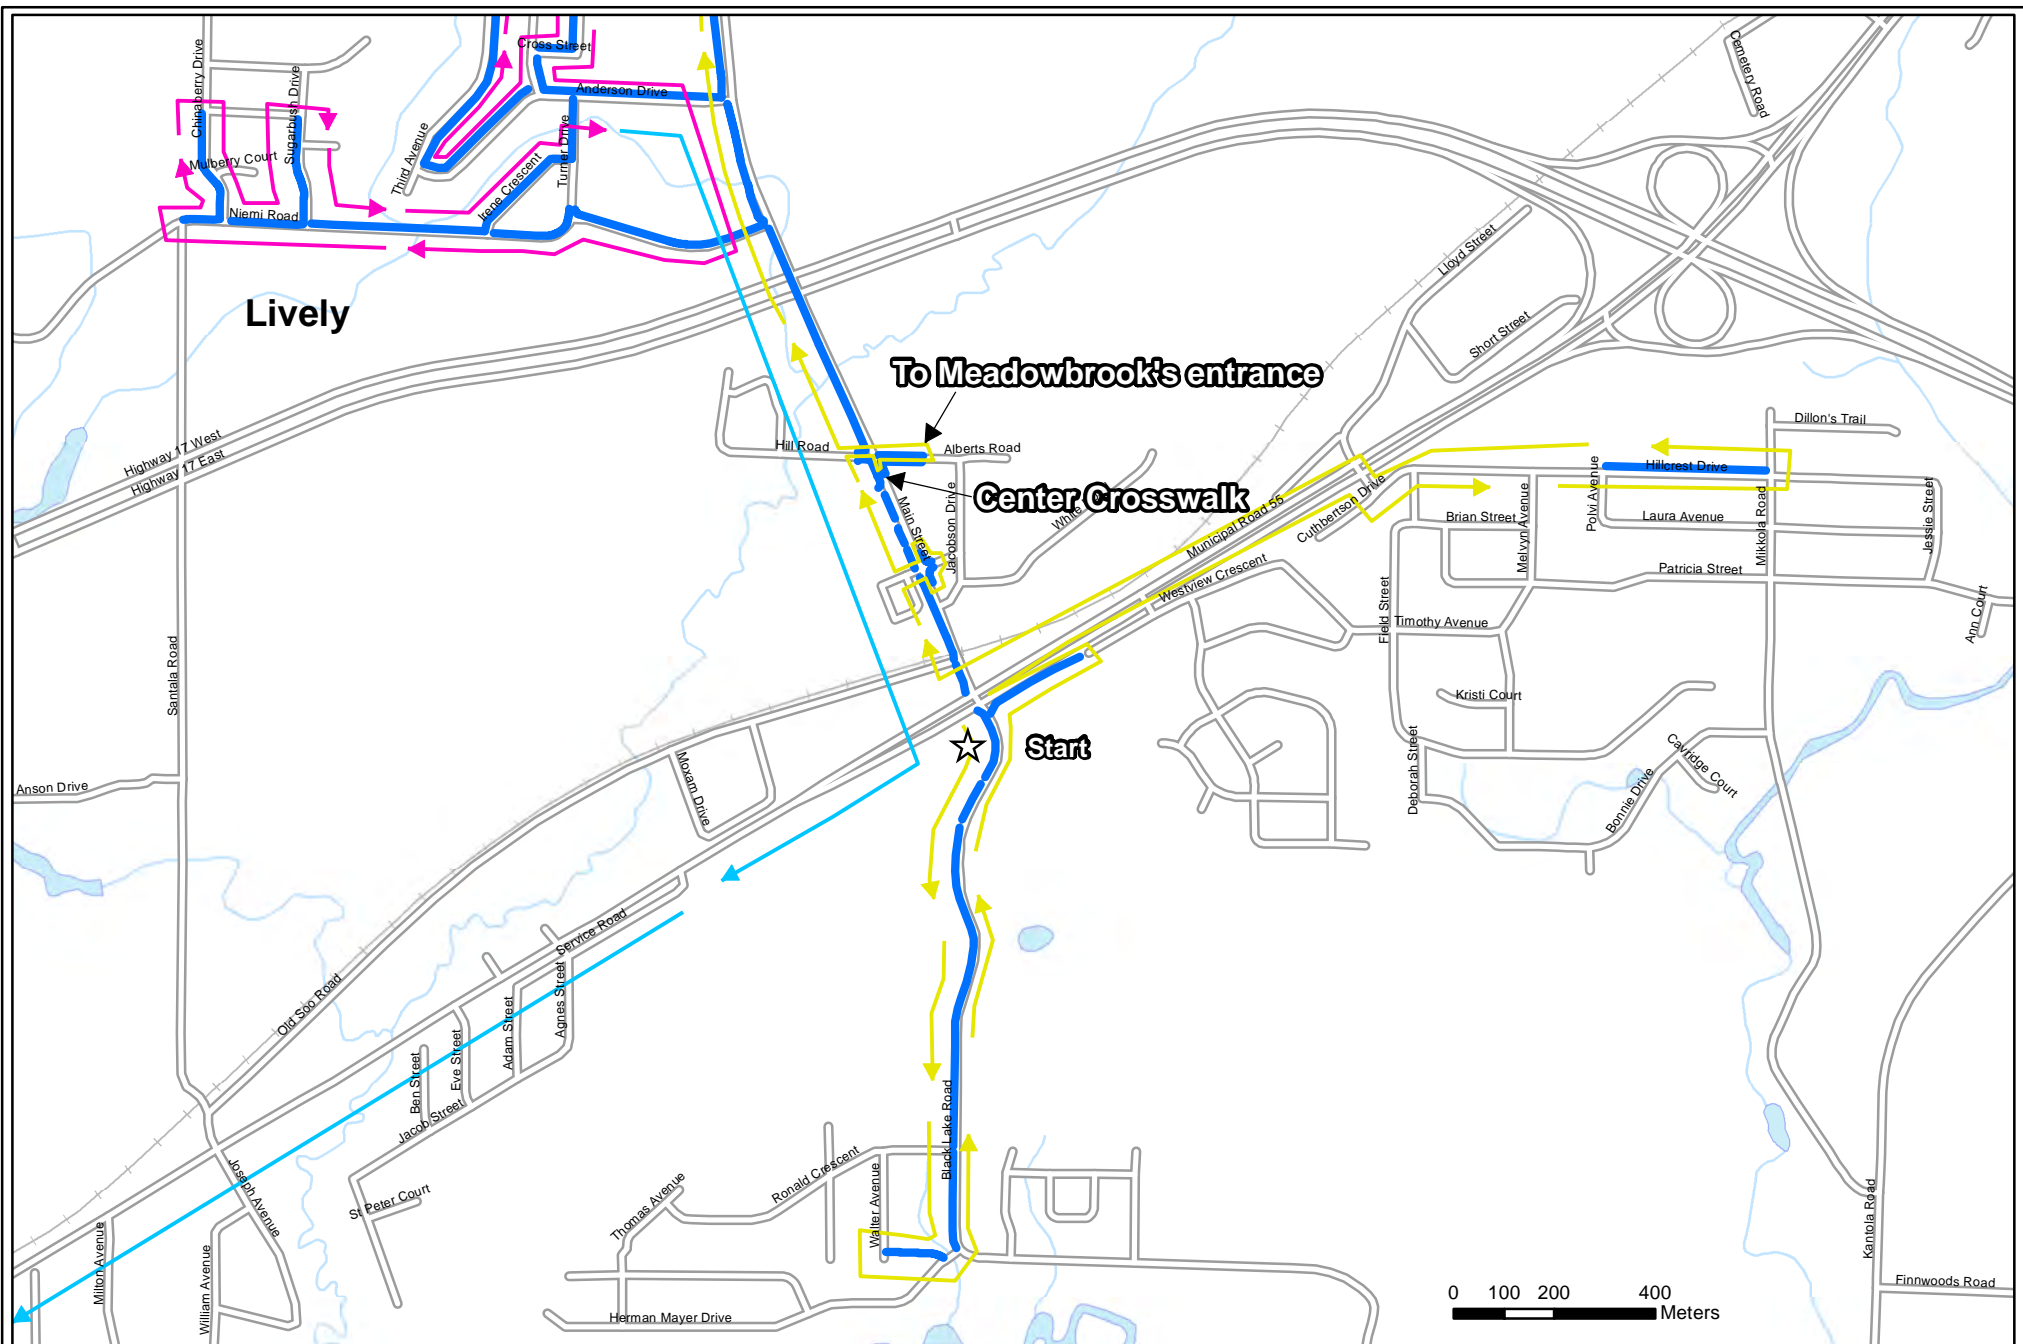 Cross Street
Cemetery Road
Chinaberry Drive
Sugarbush Drive
Anderson Drive
Turner Drive
Third Avenue
Mulberry Court
Irene Crescent
Niemi Road
Lloyd Street
Lively
Short Street
To Meadowbrook's entrance
Dillon's Trail
Highway 17 West
Highway 17 East
Hill Road
Alberts Road
Hillcrest Drive
Center Crosswalk
Main Street
Jacobson Drive
White
Municipal Road 55
Cuthbertson Drive
Brian Street
Melvyn Avenue
Polvi Avenue
Laura Avenue
Mikkola Road
Jessie Street
Westview Crescent
Patricia Street
Field Street
Timothy Avenue
Ann Court
Santala Road
Kristi Court
Start
Moxam Drive
Anson Drive
Deborah Street
Cavridge Court
Bonnie Drive
Service Road
Old Soo Road
Agnes Street
Adam Street
Eve Street
Ben Street
Jacob Street
Black Lake Road
Joseph Avenue
St Peter Court
Ronald Crescent
Thomas Avenue
Walter Avenue
Milton Avenue
William Avenue
Kantola Road
Finnwoods Road
Herman Mayer Drive
0 100 200 400
Meters